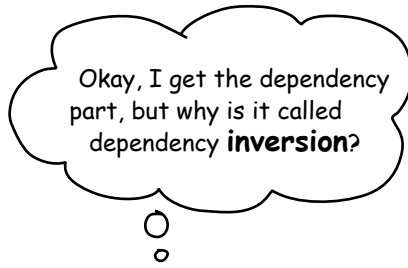 Okay, I get the dependency
part, but why is it called
dependency inversion?